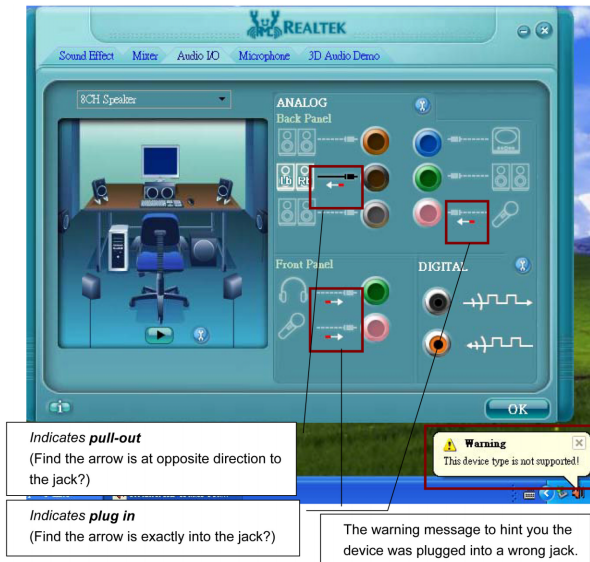 REALTEK
Sound Effect Mixer Audio I/O Microphone 3D Audio Demo
8CH Speaker
ANALOG
Back Panel
Lb Rb
Front Panel
DIGITAL
OK
Warning
This device type is not supported!
Indicates pull-out
(Find the arrow is at opposite direction to
the jack?)
Indicates plug in
(Find the arrow is exactly into the jack?)
The warning message to hint you the
device was plugged into a wrong jack.